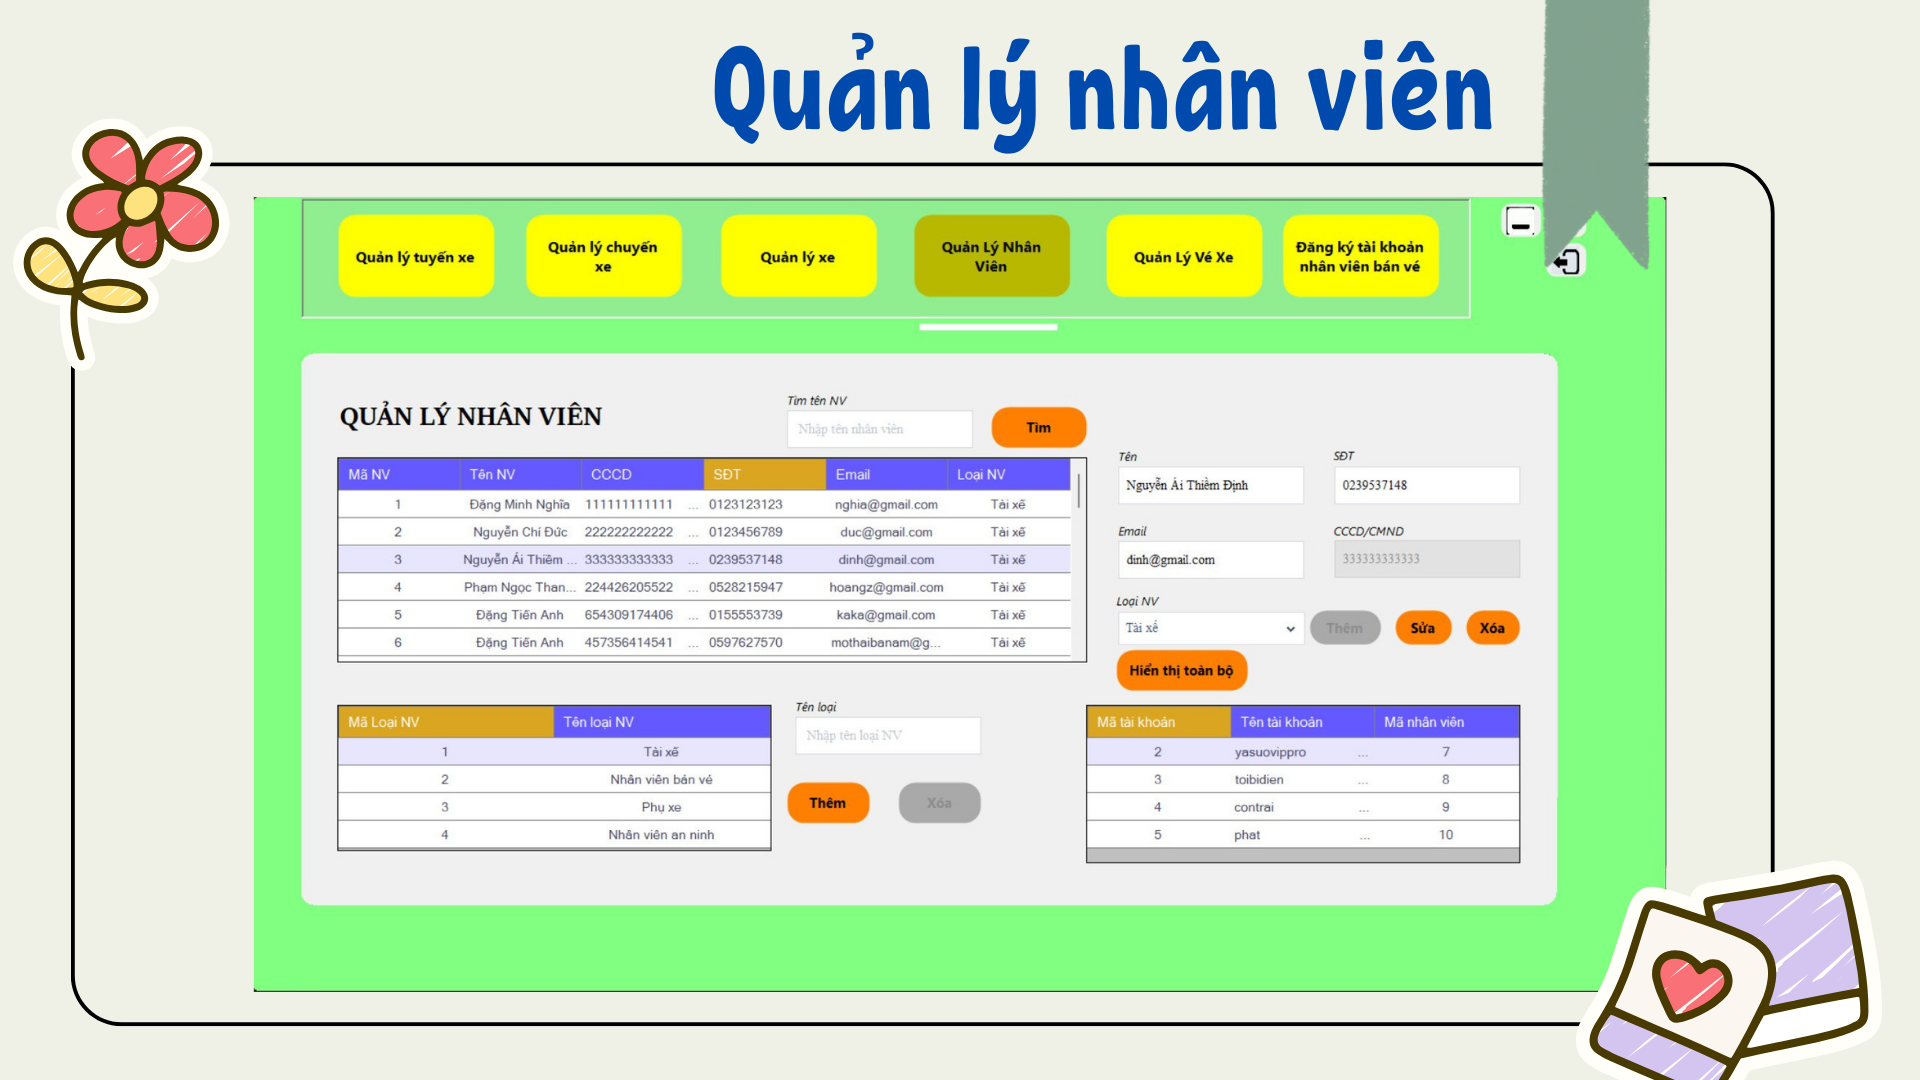 Quản lý nhân viên
Quản lý tuyến xe
Quản lý chuyến
xe
Quản lý xe
Quản Lý Nhân
Viên
Quản Lý Vé Xe
Đăng ký tài khoản
nhân viên bán vé
QUẢN LÝ NHÂN VIÊN
Tìm tên NV
Nhập tên nhân viên
Tìm
Mã NV Tên NV CCCD SĐT Email Loại NV
1 Đặng Minh Nghĩa 111111111111 ... 0123123123 nghia@gmail.com Tài xế
2 Nguyễn Chí Đức 222222222222 ... 0123456789 duc@gmail.com Tài xế
3 Nguyễn Ái Thiềm ... 333333333333 ... 0239537148 dinh@gmail.com Tài xế
4 Phạm Ngọc Than... 224426205522 ... 0528215947 hoangz@gmail.com Tài xế
5 Đặng Tiến Anh 654309174406 ... 0155553739 kaka@gmail.com Tài xế
6 Đặng Tiến Anh 457356414541 ... 0597627570 mothaibanam@g... Tài xế
Tên
Nguyễn Ái Thiềm Định
SĐT
0239537148
Email
dinh@gmail.com
CCCD/CMND
333333333333
Loại NV
Tài xế
Thêm
Sửa
Xóa
Hiển thị toàn bộ
Mã Loại NV Tên loại NV
1 Tài xế
2 Nhân viên bán vé
3 Phụ xe
4 Nhân viên an ninh
Tên loại
Nhập tên loại NV
Thêm
Xóa
Mã tài khoản Tên tài khoản Mã nhân viên
2 yasuovippro ... 7
3 toibidien ... 8
4 contrai ... 9
5 phat ... 10